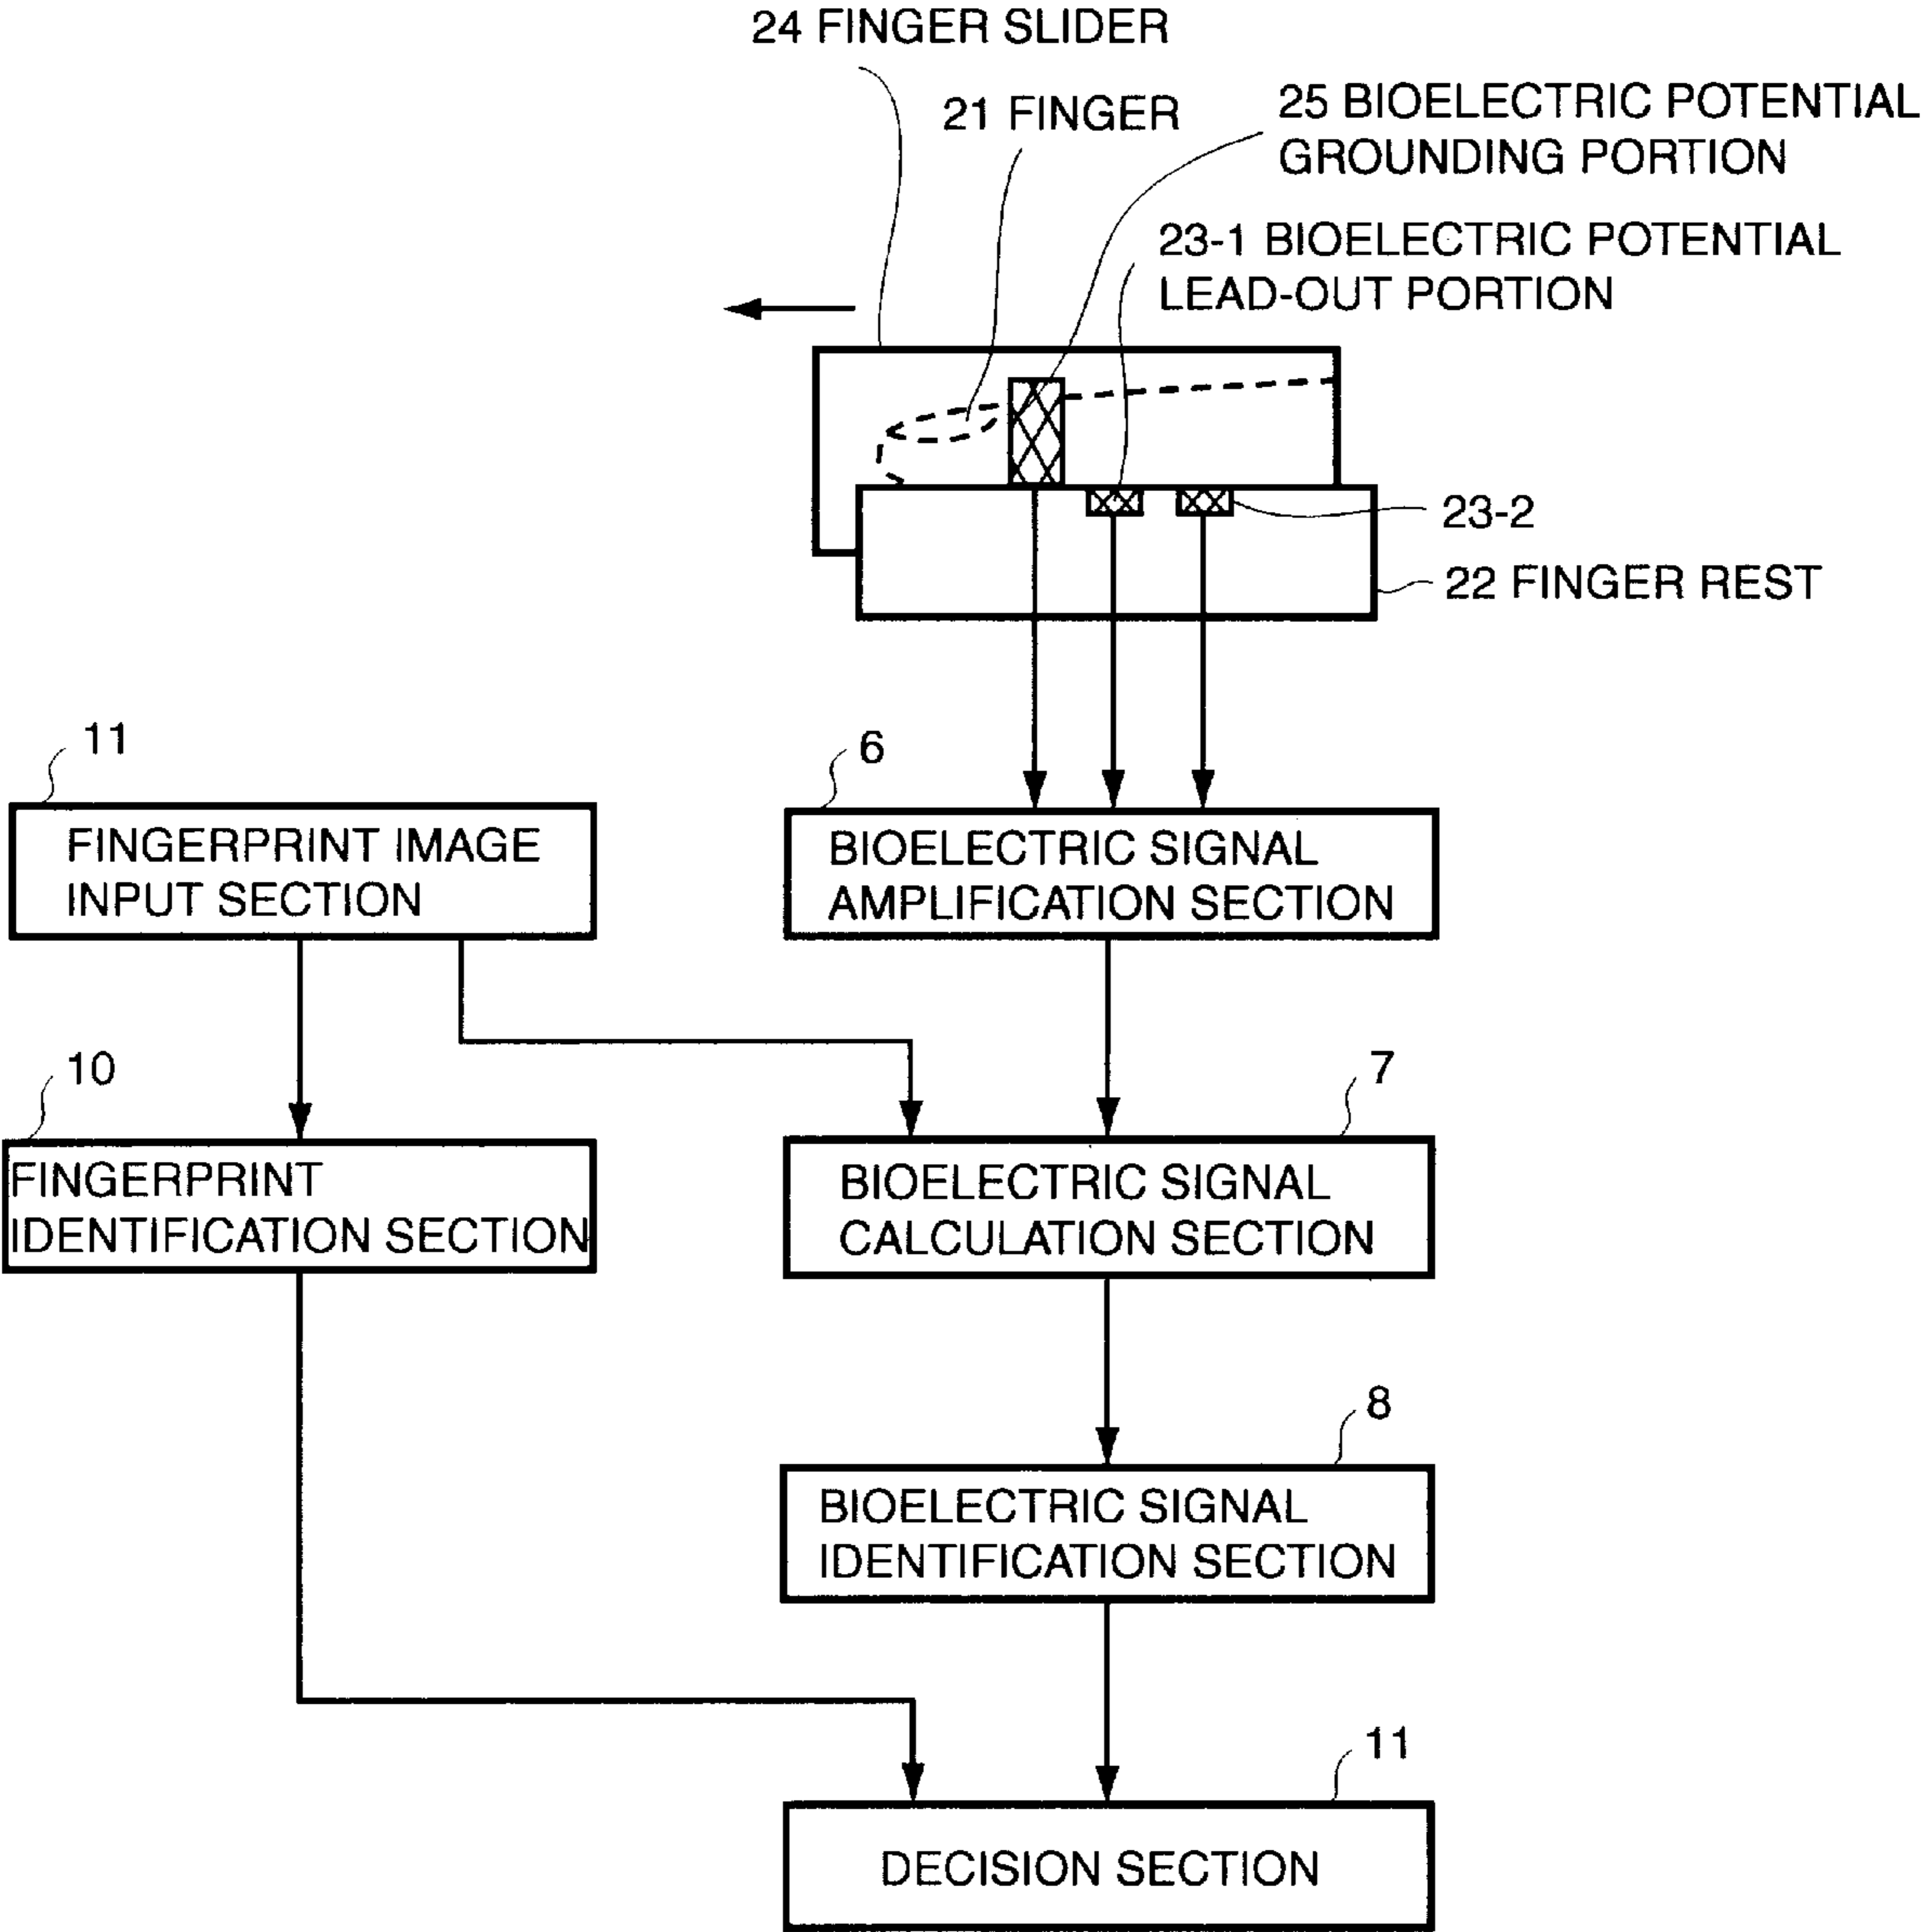 24 FINGER SLIDER
21 FINGER
25 BIOELECTRIC POTENTIAL
GROUNDING PORTION
23-1 BIOELECTRIC POTENTIAL
LEAD-OUT PORTION
23-2
22 FINGER REST
11
6
FINGERPRINT IMAGE
INPUT SECTION
BIOELECTRIC SIGNAL
AMPLIFICATION SECTION
10
7
FINGERPRINT
IDENTIFICATION SECTION
BIOELECTRIC SIGNAL
CALCULATION SECTION
8
BIOELECTRIC SIGNAL
IDENTIFICATION SECTION
11
DECISION SECTION